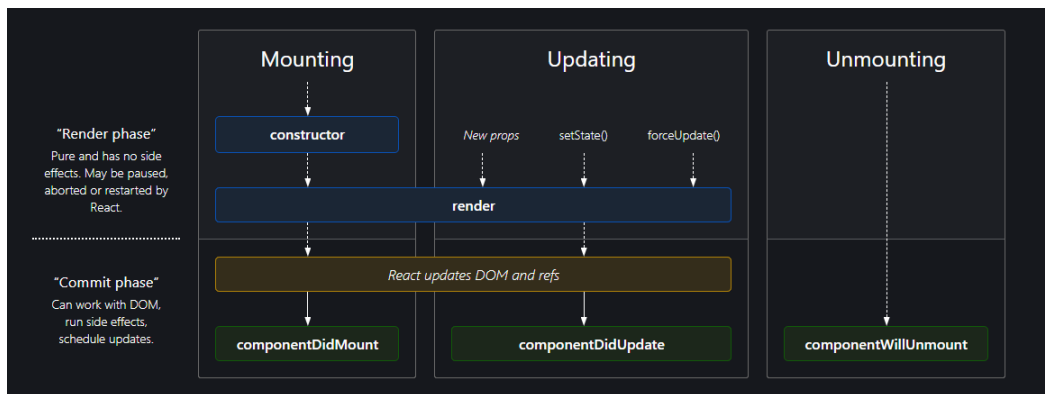 Mounting
Updating
Unmounting
“Render phase”
Pure and has no side
effects. May be paused,
aborted or restarted by
React.
constructor
New props
setState()
forceUpdate()
render
“Commit phase”
Can work with DOM,
run side effects,
schedule updates.
React updates DOM and refs
componentDidMount
componentDidUpdate
componentWillUnmount